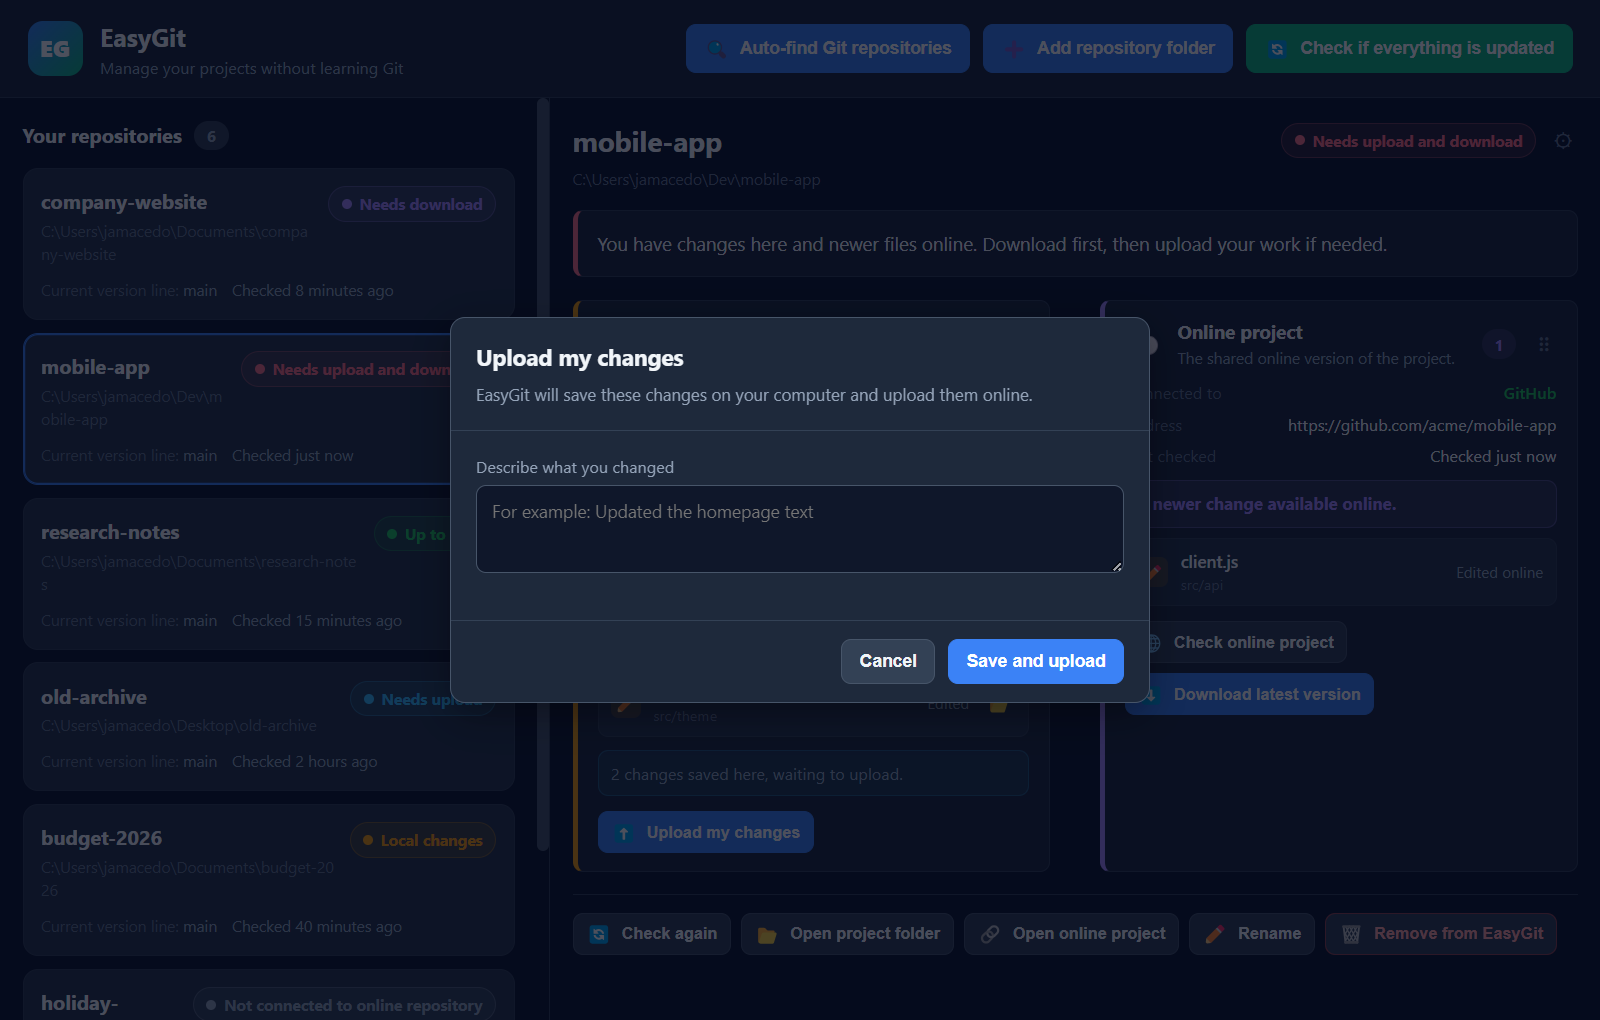 EG
EasyGit
Manage your projects without learning Git
Auto-find Git repositories
Add repository folder
Check if everything is updated
Your repositories 6
company-website
Needs download
C:\Users\jamacedo\Documents\compa
ny-website
Current version line: main Checked 8 minutes ago
mobile-app
Needs upload and down
C:\Users\jamacedo\Dev\m
obile-app
Current version line: main Checked just now
research-notes
Up to
C:\Users\jamacedo\Documents\research-note
s
Current version line: main Checked 15 minutes ago
old-archive
Needs upload
C:\Users\jamacedo\Desktop\old-archive
Current version line: main Checked 2 hours ago
budget-2026
Local changes
C:\Users\jamacedo\Documents\budget-20
26
Current version line: main Checked 40 minutes ago
holiday-
Not connected to online repository
mobile-app
Needs upload and download
C:\Users\jamacedo\Dev\mobile-app
You have changes here and newer files online. Download first, then upload your work if needed.
Upload my changes
EasyGit will save these changes on your computer and upload them online.
Describe what you changed
For example: Updated the homepage text
Cancel
Save and upload
Edited
src/theme
2 changes saved here, waiting to upload.
Upload my changes
Online project
1
The shared online version of the project.
nnected to GitHub
dress https://github.com/acme/mobile-app
checked Checked just now
newer change available online.
client.js
src/api
Edited online
Check online project
Download latest version
Check again
Open project folder
Open online project
Rename
Remove from EasyGit